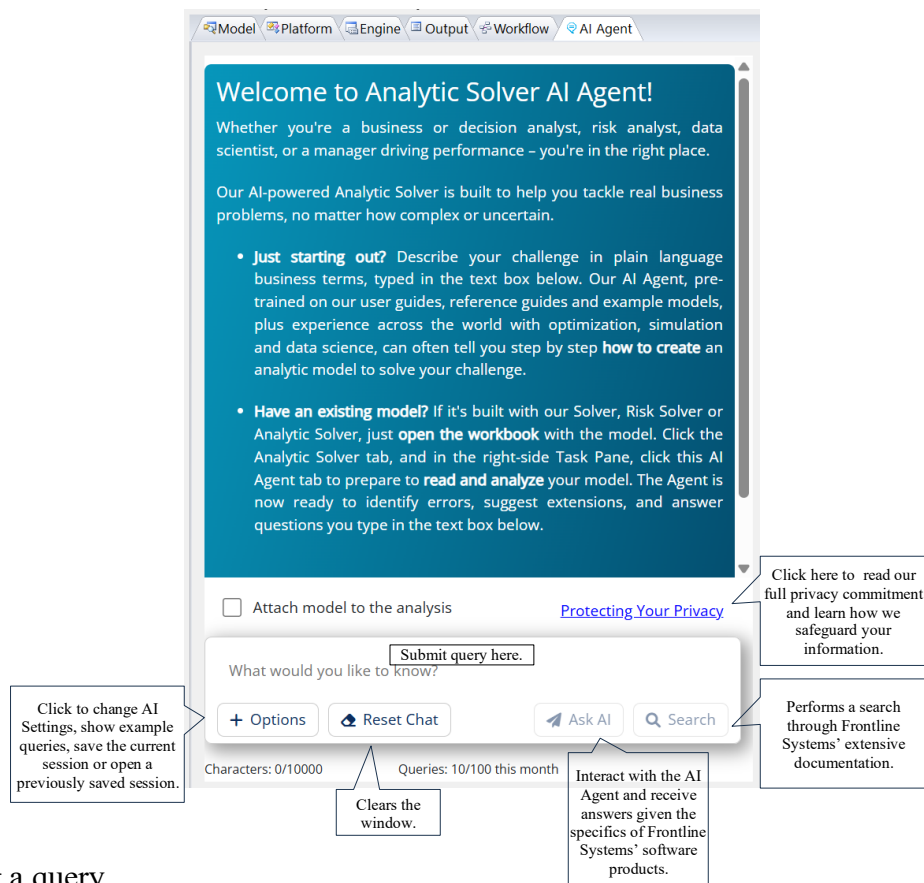 Model Platform Engine Output Workflow AI Agent
Welcome to Analytic Solver AI Agent!
Whether you're a business or decision analyst, risk analyst, data
scientist, or a manager driving performance – you're in the right place.
Our AI-powered Analytic Solver is built to help you tackle real business
problems, no matter how complex or uncertain.
• Just starting out? Describe your challenge in plain language
business terms, typed in the text box below. Our AI Agent, pre-
trained on our user guides, reference guides and example models,
plus experience across the world with optimization, simulation
and data science, can often tell you step by step how to create an
analytic model to solve your challenge.
• Have an existing model? If it's built with our Solver, Risk Solver or
Analytic Solver, just open the workbook with the model. Click the
Analytic Solver tab, and in the right-side Task Pane, click this AI
Agent tab to prepare to read and analyze your model. The Agent is
now ready to identify errors, suggest extensions, and answer
questions you type in the text box below.
Click here to read our
full privacy commitment
and learn how we
safeguard your
information.
Attach model to the analysis
Protecting Your Privacy
Submit query here.
What would you like to know?
Click to change AI
Settings, show example
queries, save the current
session or open a
previously saved session.
+ Options
Reset Chat
Ask AI
Search
Performs a search
through Frontline
Systems' extensive
documentation.
Characters: 0/10000
Queries: 10/100 this month
Clears the
window.
Interact with the AI
Agent and receive
answers given the
specifics of Frontline
Systems' software
products.
a query